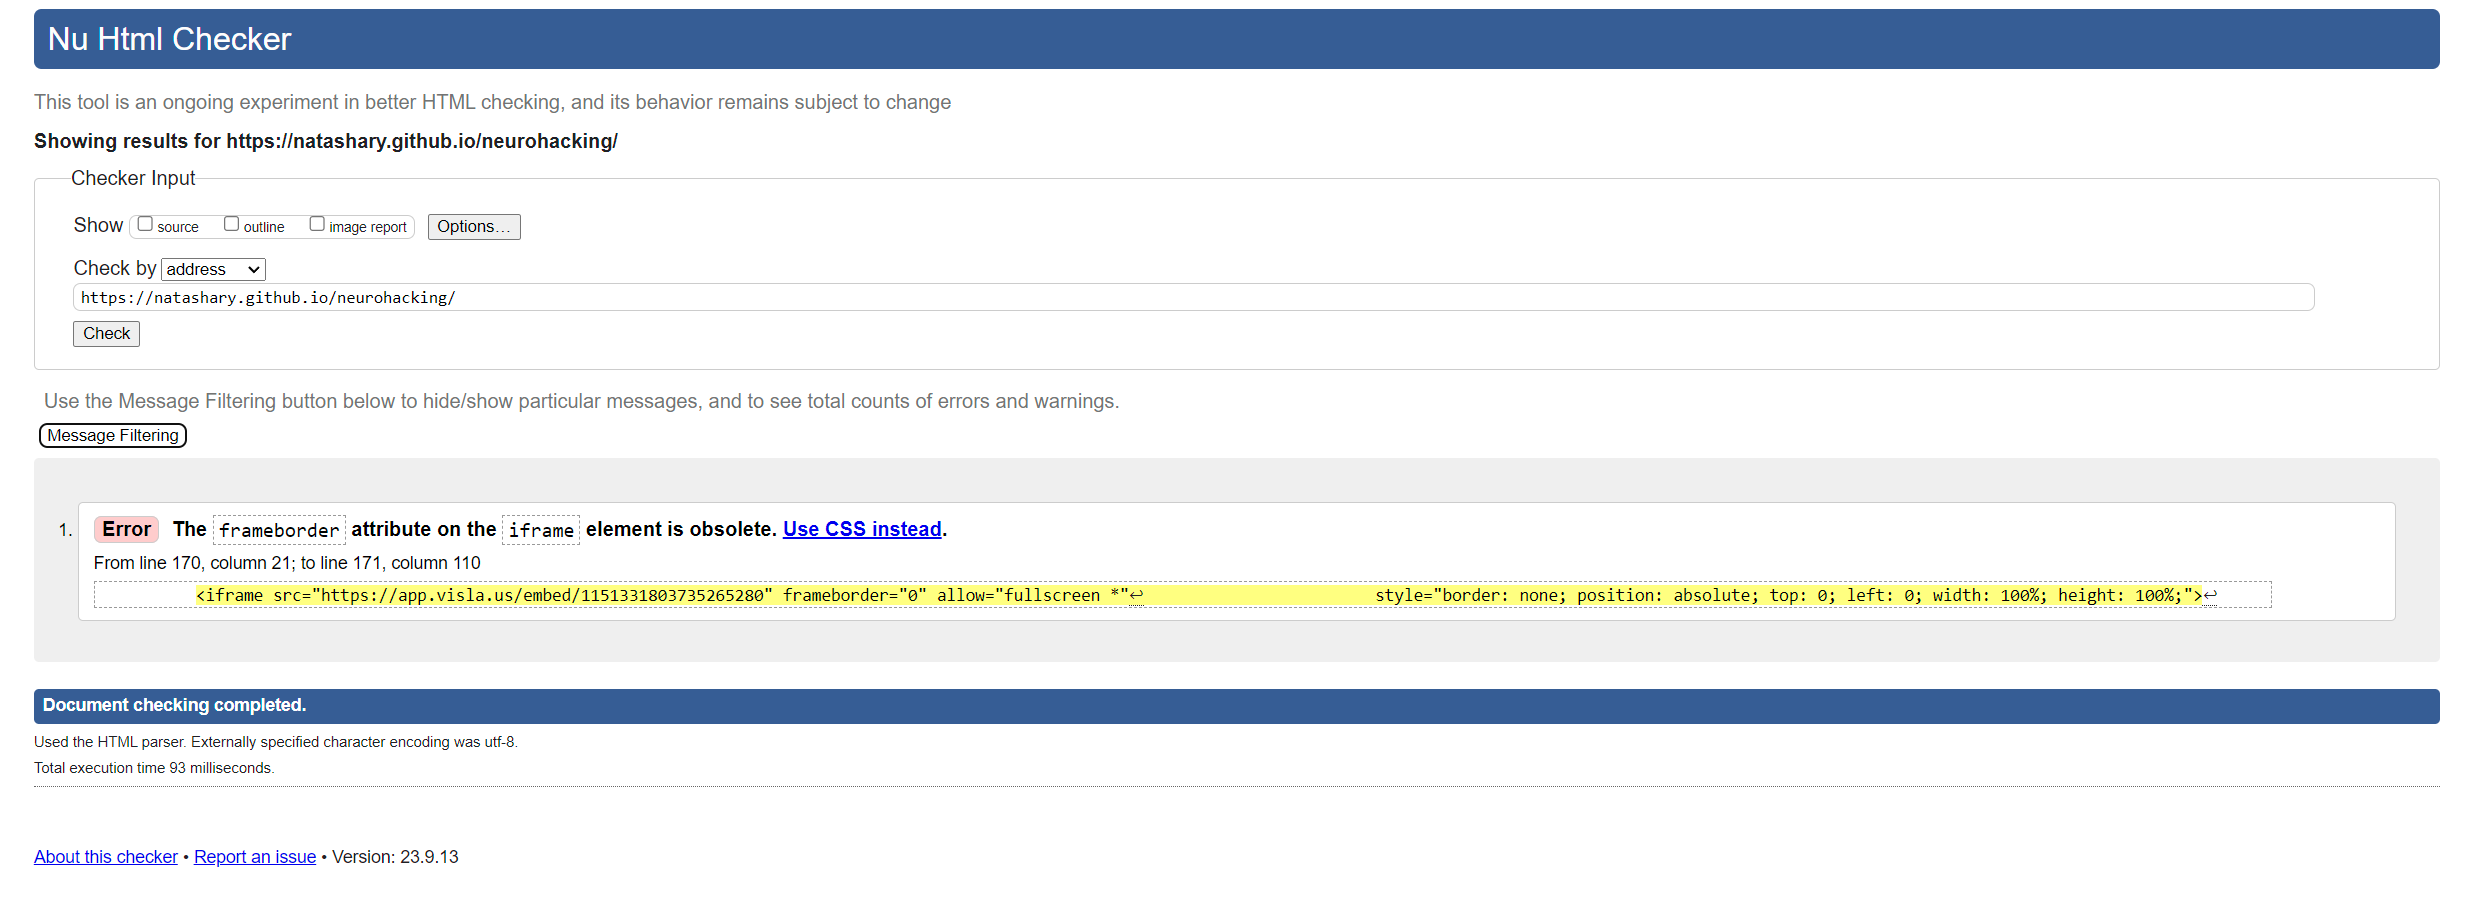 Nu Html Checker
This tool is an ongoing experiment in better HTML checking, and its behavior remains subject to change
Showing results for https://natashary.github.io/neurohacking/
Checker Input
Show source outline image report Options…
Check by address
https://natashary.github.io/neurohacking/
Check
Use the Message Filtering button below to hide/show particular messages, and to see total counts of errors and warnings.
Message Filtering
1. Error The frameborder attribute on the iframe element is obsolete. Use CSS instead.
From line 170, column 21; to line 171, column 110
<iframe src="https://app.visla.us/embed/1151331803735265280" frameborder="0" allow="fullscreen *"↩ style="border: none; position: absolute; top: 0; left: 0; width: 100%; height: 100%;">↩
Document checking completed.
Used the HTML parser. Externally specified character encoding was utf-8.
Total execution time 93 milliseconds.
About this checker • Report an issue • Version: 23.9.13